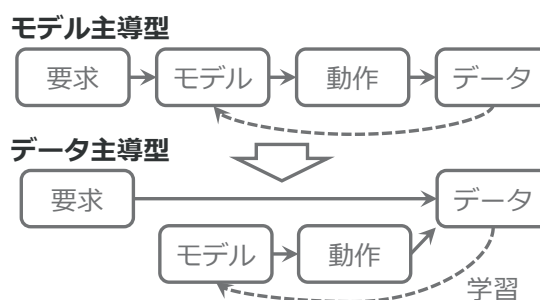 モデル主導型
要求 モデル 動作 データ
データ主導型
要求 データ
モデル 動作
学習